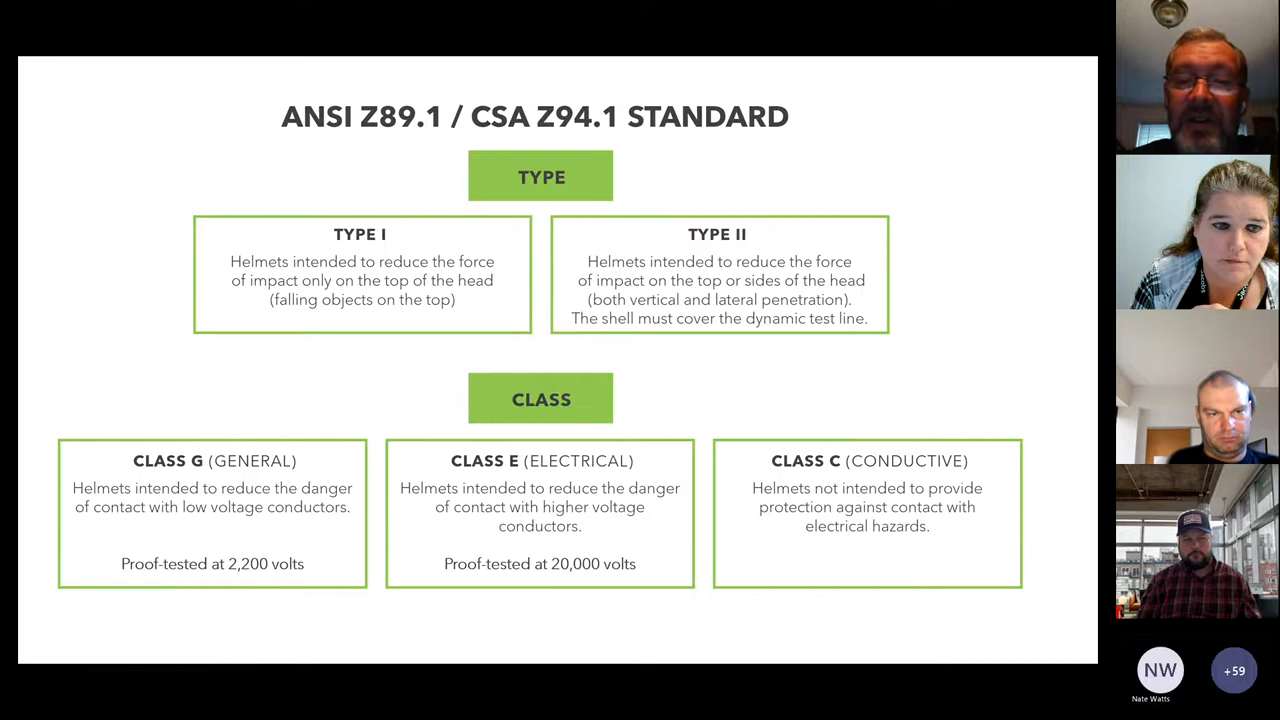 ANSI Z89.1 / CSA Z94.1 STANDARD
TYPE
TYPE I
Helmets intended to reduce the force
of impact only on the top of the head
(falling objects on the top)
TYPE II
Helmets intended to reduce the force
of impact on the top or sides of the head
(both vertical and lateral penetration).
The shell must cover the dynamic test line.
CLASS
CLASS G (GENERAL)
Helmets intended to reduce the danger
of contact with low voltage conductors.
Proof-tested at 2,200 volts
CLASS E (ELECTRICAL)
Helmets intended to reduce the danger
of contact with higher voltage
conductors.
Proof-tested at 20,000 volts
CLASS C (CONDUCTIVE)
Helmets not intended to provide
protection against contact with
electrical hazards.
NW
Nate Watts
+59